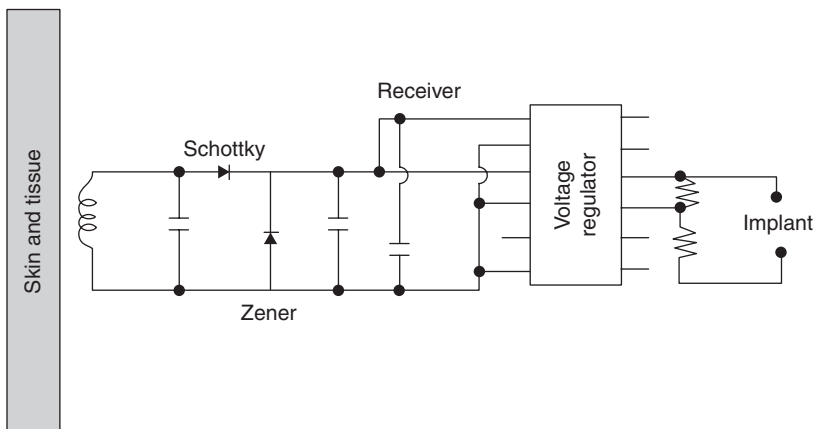 Skin and tissue
Schottky
Zener
Receiver
Voltage
regulator
Implant